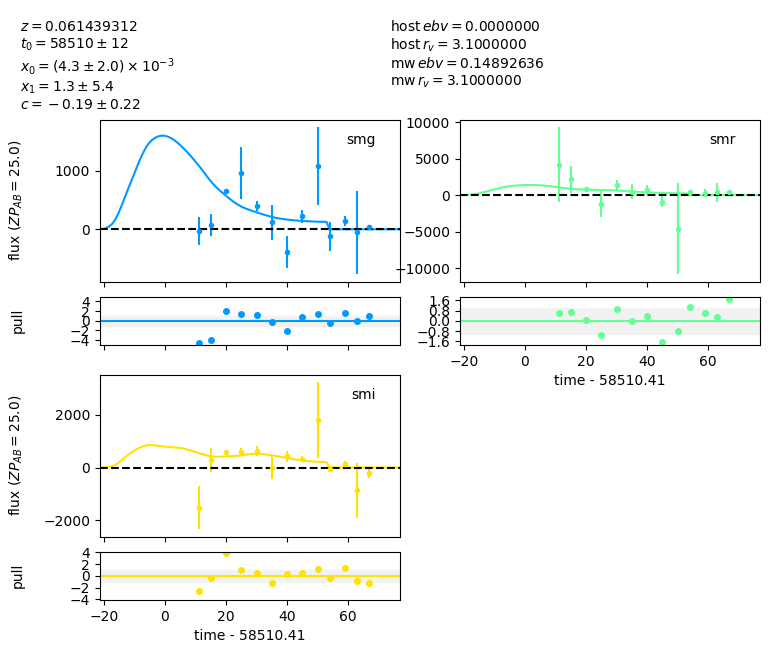 z = 0.061439312
t₀ = 58510 ± 12
x₀ = (4.3 ± 2.0) × 10⁻³
x₁ = 1.3 ± 5.4
c = −0.19 ± 0.22
host ebv = 0.0000000
host r_v = 3.1000000
mw ebv = 0.14892636
mw r_v = 3.1000000
smg
flux (ZP_AB = 25.0)
1000
0
pull
4
2
0
−2
−4
smr
10000
5000
0
−5000
−10000
1.6
0.8
0.0
−0.8
−1.6
−20
0
20
40
60
time - 58510.41
smi
flux (ZP_AB = 25.0)
2000
0
−2000
pull
4
2
0
−2
−4
−20
0
20
40
60
time - 58510.41